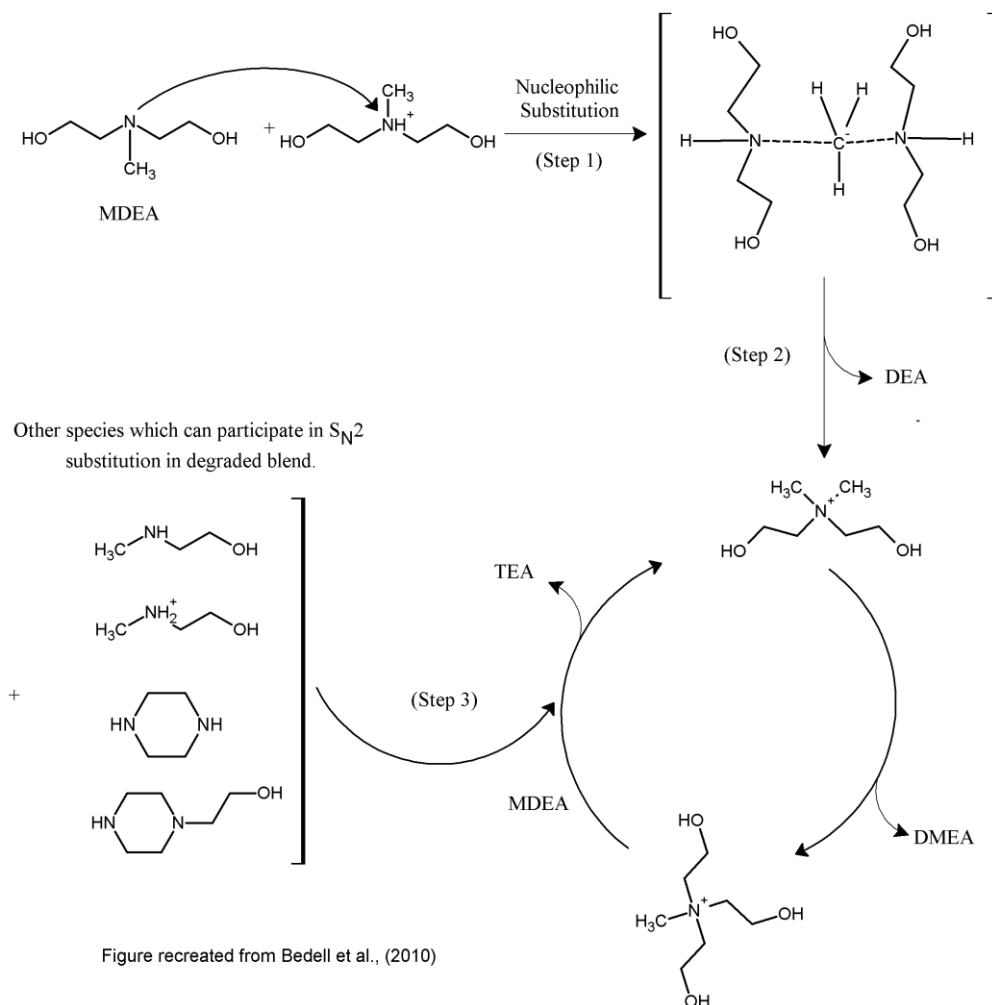 HO
N
CH3
OH
MDEA
+
HO
CH3
NH+
OH
Nucleophilic
Substitution
(Step 1)
HO
OH
H
H
H
N
C-
N
H
H
HO
OH
(Step 2)
DEA
Other species which can participate in SN2
substitution in degraded blend.
H3C
NH
OH
H3C
NH2+
OH
+
HN
NH
HN
N
OH
(Step 3)
TEA
MDEA
H3C
CH3
N+
HO
OH
DMEA
HO
H3C
N+
OH
HO
Figure recreated from Bedell et al., (2010)